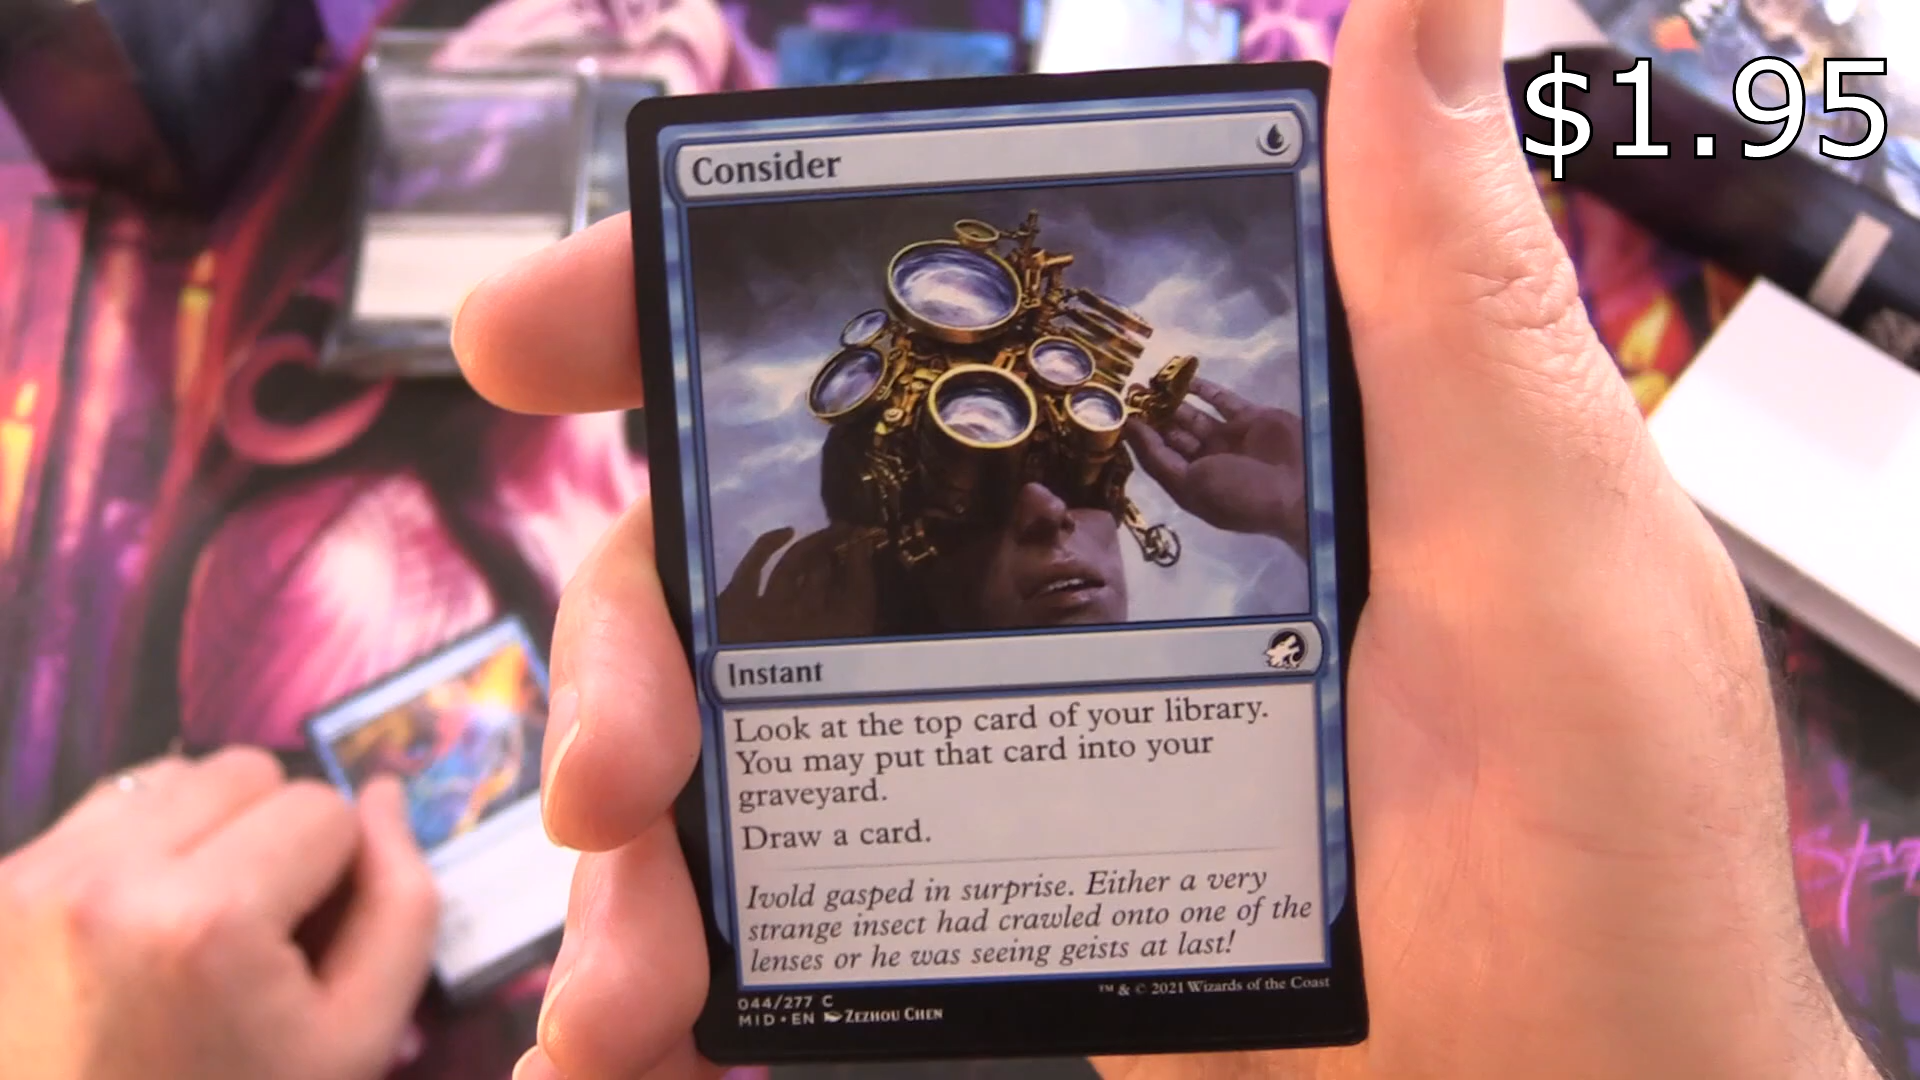 $1.95
Consider
Instant
Look at the top card of your library.
You may put that card into your
graveyard.
Draw a card.
Ivold gasped in surprise. Either a very
strange insect had crawled onto one of the
lenses or he was seeing geists at last!
044/277 C
™ & © 2021 Wizards of the Coast
MID • EN Zezhou Chen